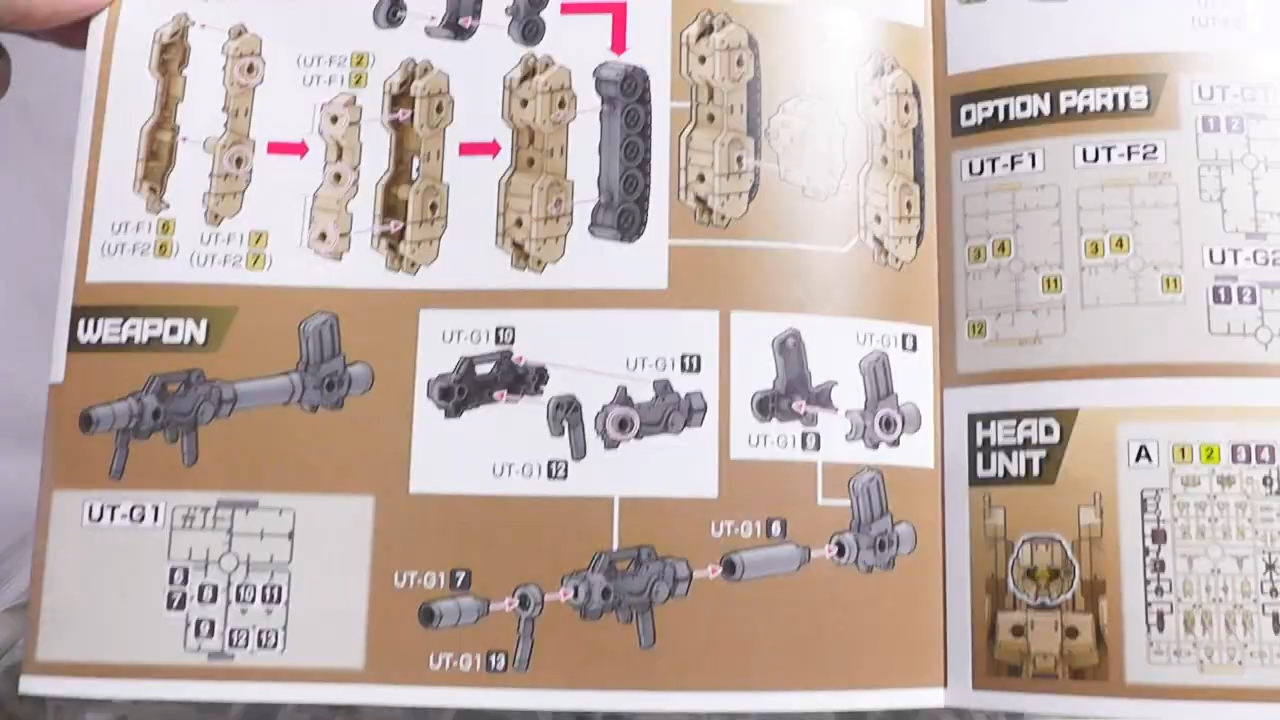 (UT-F2 2)
UT-F1 2
UT-F1 6
(UT-F2 6)
UT-F1 7
(UT-F2 7)
WEAPON
UT-G1 10
UT-G1 11
UT-G1 12
UT-G1 8
UT-G1 9
UT-G1
6
7
8
10 11
9
12 13
UT-G1 7
UT-G1 6
UT-G1 13
OPTION PARTS
UT-F1
3 4
11
12
UT-F2
3 4
11
UT-G1
1 2
UT-G2
1 2
HEAD
UNIT
A 1 2 3 4